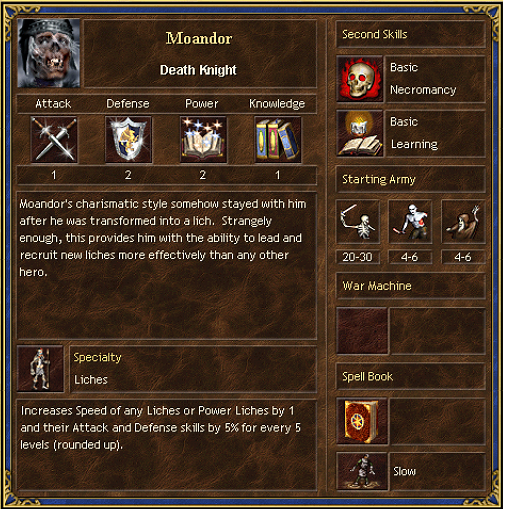 Moandor
Death Knight
Attack Defense Power Knowledge
1 2 2 1
Moandor's charismatic style somehow stayed with him
after he was transformed into a lich. Strangely
enough, this provides him with the ability to lead and
recruit new liches more effectively than any other
hero.
Specialty
Liches
Increases Speed of any Liches or Power Liches by 1
and their Attack and Defense skills by 5% for every 5
levels (rounded up).
Second Skills
Basic
Necromancy
Basic
Learning
Starting Army
20-30 4-6 4-6
War Machine
Spell Book
Slow